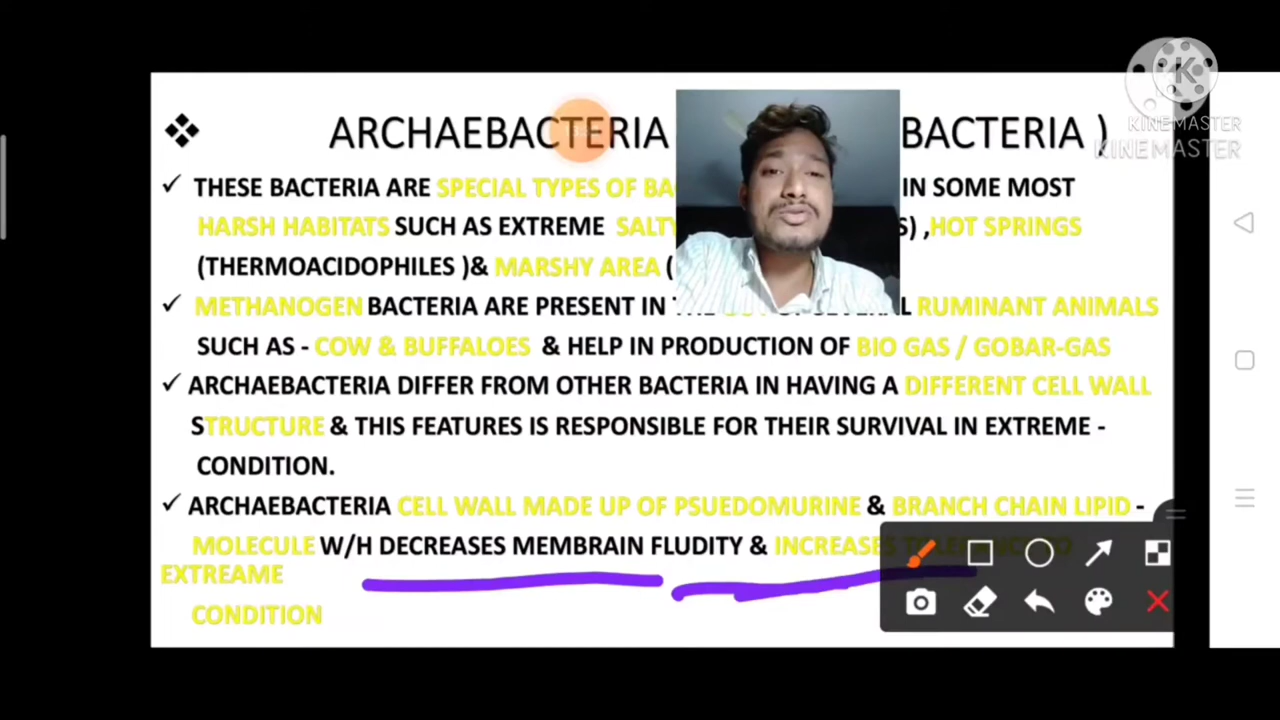 ARCHAEBACTERIA BACTERIA )
KINEMASTER
KINEMASTER
THESE BACTERIA ARE SPECIAL TYPES OF IN SOME MOST
HARSH HABITATS SUCH AS EXTREME SALTY ,HOT SPRINGS
(THERMOACIDOPHILES )& MARSHY AREA (
METHANOGEN BACTERIA ARE PRESENT IN RUMINANT ANIMALS
SUCH AS - COW & BUFFALOES & HELP IN PRODUCTION OF BIO GAS / GOBAR-GAS
ARCHAEBACTERIA DIFFER FROM OTHER BACTERIA IN HAVING A DIFFERENT CELL WALL
STRUCTURE & THIS FEATURES IS RESPONSIBLE FOR THEIR SURVIVAL IN EXTREME -
CONDITION.
ARCHAEBACTERIA CELL WALL MADE UP OF PSUEDOMURINE & BRANCH CHAIN LIPID -
MOLECULE W/H DECREASES MEMBRAIN FLUDITY & INCREASES
EXTREAME
CONDITION